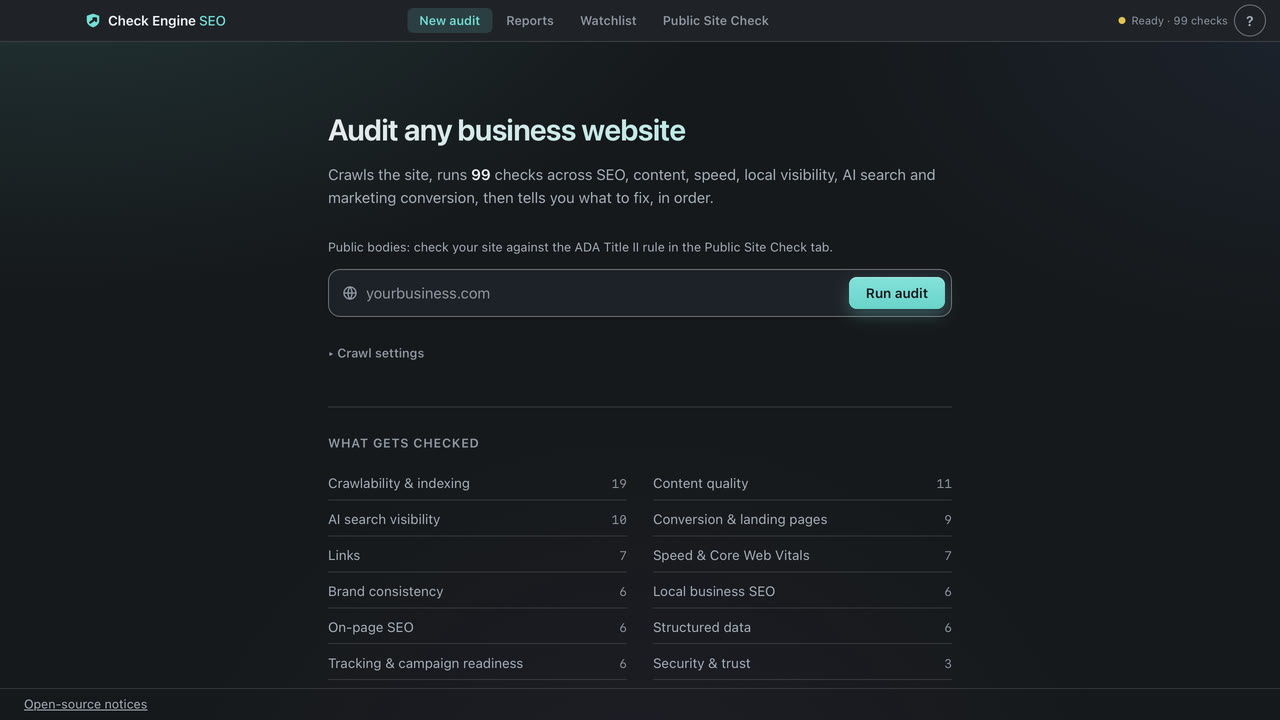 Check Engine SEO
New audit
Reports
Watchlist
Public Site Check
Ready · 99 checks
?
Audit any business website
Crawls the site, runs 99 checks across SEO, content, speed, local visibility, AI search and
marketing conversion, then tells you what to fix, in order.
Public bodies: check your site against the ADA Title II rule in the Public Site Check tab.
yourbusiness.com
Run audit
▸ Crawl settings
WHAT GETS CHECKED
Crawlability & indexing 19
Content quality 11
AI search visibility 10
Conversion & landing pages 9
Links 7
Speed & Core Web Vitals 7
Brand consistency 6
Local business SEO 6
On-page SEO 6
Structured data 6
Tracking & campaign readiness 6
Security & trust 3
Open-source notices